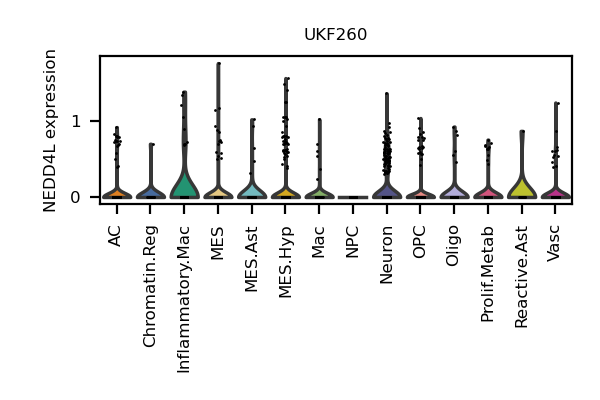 UKF260
NEDD4L expression
1
0
AC
Chromatin.Reg
Inflammatory.Mac
MES
MES.Ast
MES.Hyp
Mac
NPC
Neuron
OPC
Oligo
Prolif.Metab
Reactive.Ast
Vasc